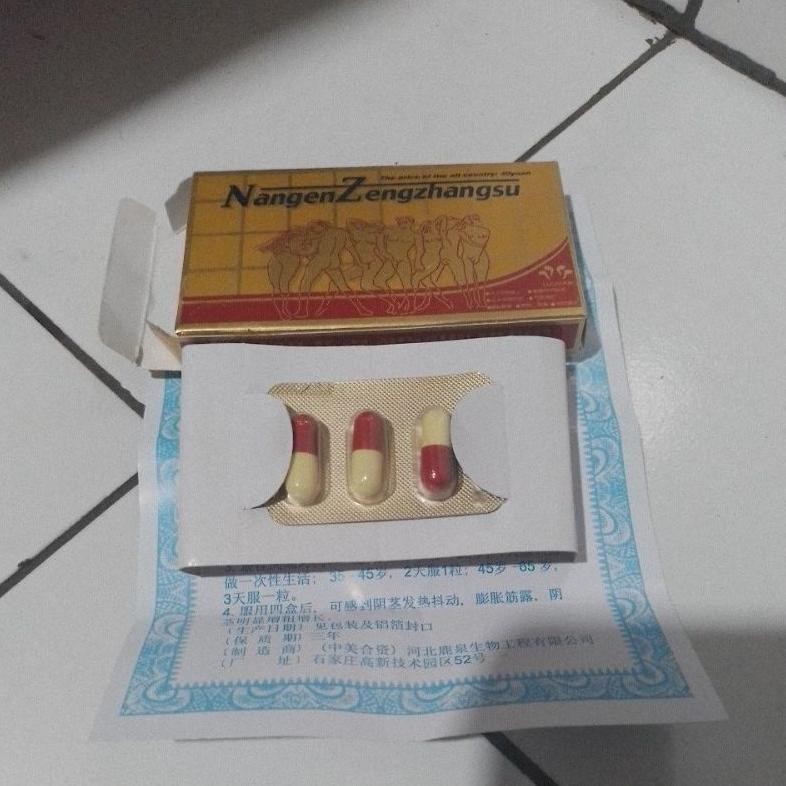 The price of the all country: 40yuan
NangenZengzhangsu
做一次性生活；35－45岁，2天服1粒；45岁－65岁，
3天服一粒。
4. 服用四盒后，可感到阴茎发热抖动，膨胀筋露，阴
茎明显增粗增长
（生产日期）见包装及铝箔封口
（保 质 期）三年
（制 造 商）（中美合资）河北鹿泉生物工程有限公司
（厂 址）石家庄高新技术园区52号